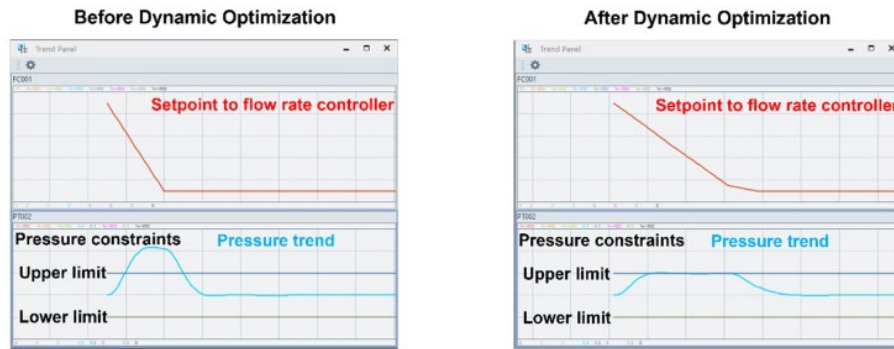 Before Dynamic Optimization
Trend Panel
FC001
Setpoint to flow rate controller
PT002
Pressure constraints
Pressure trend
Upper limit
Lower limit
After Dynamic Optimization
Trend Panel
FC001
Setpoint to flow rate controller
PT002
Pressure constraints
Pressure trend
Upper limit
Lower limit